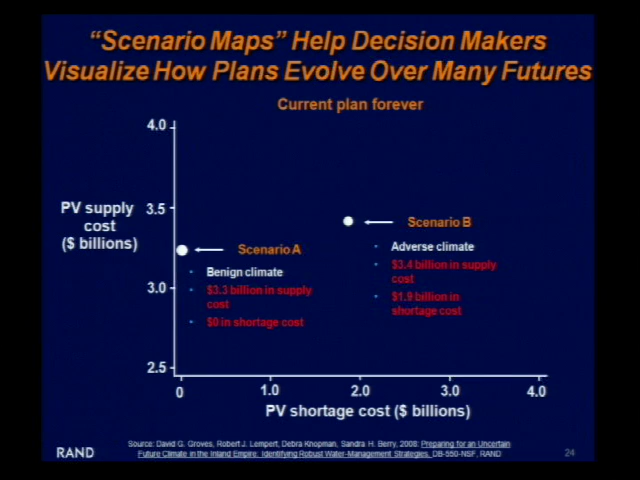 “Scenario Maps” Help Decision Makers
Visualize How Plans Evolve Over Many Futures
Current plan forever
4.0
3.5
3.0
2.5
PV supply
cost
($ billions)
Scenario A
Benign climate
$3.3 billion in supply
cost
$0 in shortage cost
Scenario B
Adverse climate
$3.4 billion in supply
cost
$1.9 billion in
shortage cost
0
1.0
2.0
3.0
4.0
PV shortage cost ($ billions)
RAND
Source: David G. Groves, Robert J. Lempert, Debra Knopman, Sandra H. Berry, 2008: Preparing for an Uncertain
Future Climate in the Inland Empire: Identifying Robust Water-Management Strategies, DB-550-NSF, RAND
24